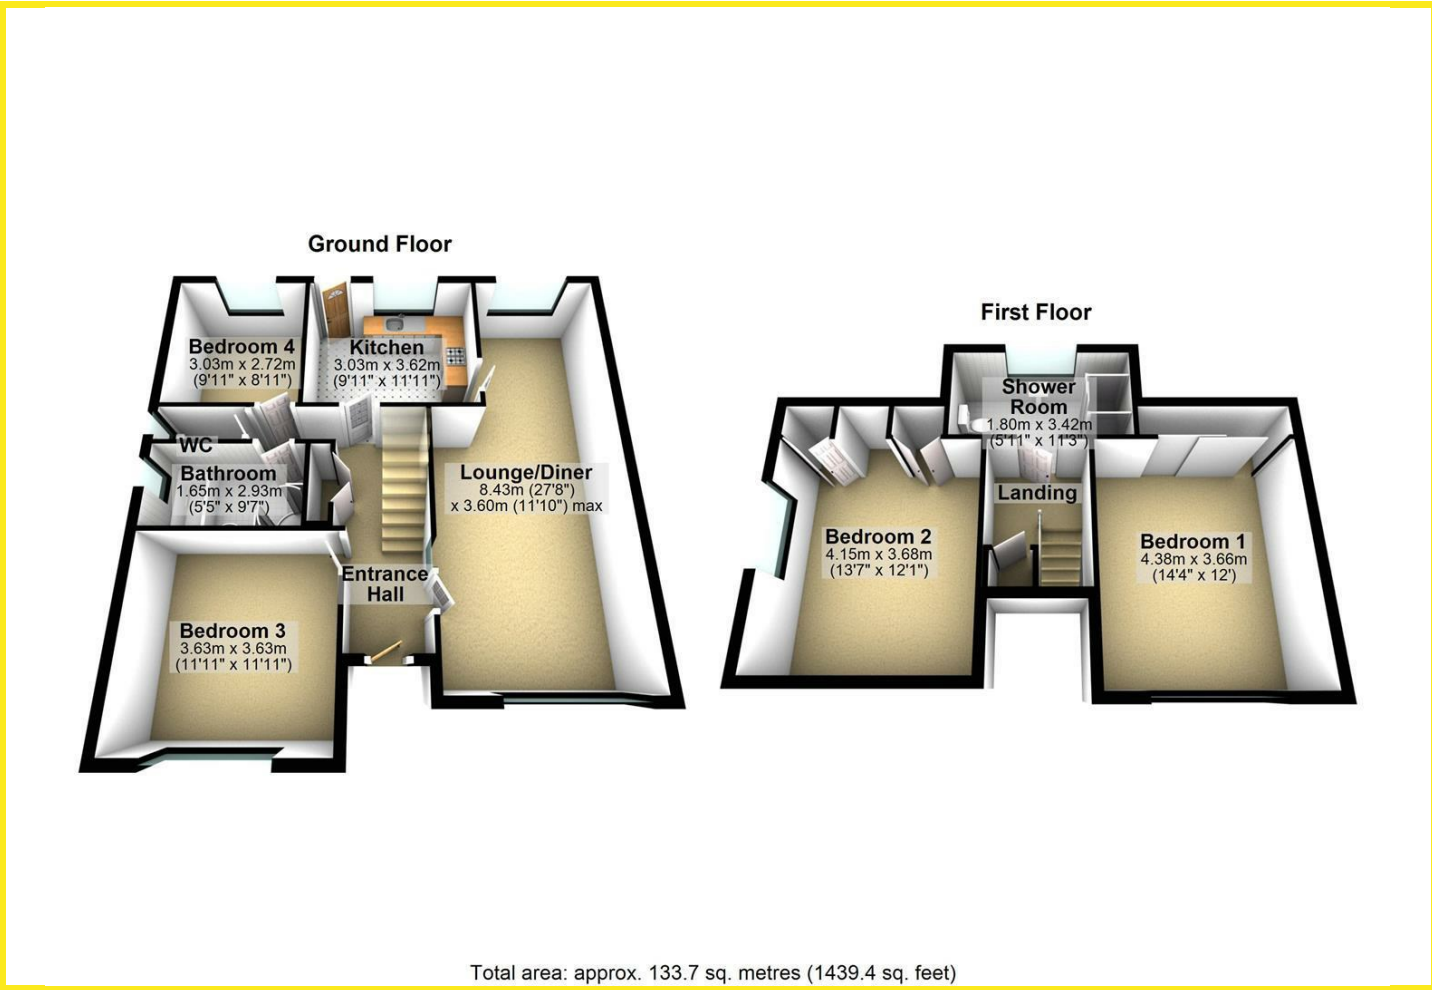 Ground Floor
Bedroom 4
3.03m x 2.72m
(9'11" x 8'11")
Kitchen
3.03m x 3.62m
(9'11" x 11'11")
WC
Bathroom
1.65m x 2.93m
(5'5" x 9'7")
Lounge/Diner
8.43m (27'8")
x 3.60m (11'10") max
Entrance
Hall
Bedroom 3
3.63m x 3.63m
(11'11" x 11'11")
First Floor
Shower
Room
1.80m x 3.42m
(5'11" x 11'3")
Landing
Bedroom 2
4.15m x 3.68m
(13'7" x 12'1")
Bedroom 1
4.38m x 3.66m
(14'4" x 12')
Total area: approx. 133.7 sq. metres (1439.4 sq. feet)